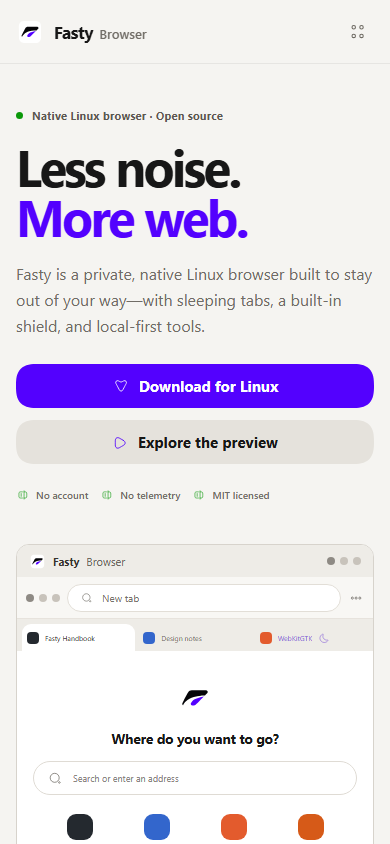 Fasty Browser
Native Linux browser · Open source
Less noise.
More web.
Fasty is a private, native Linux browser built to stay
out of your way—with sleeping tabs, a built-in
shield, and local-first tools.
Download for Linux
Explore the preview
No account No telemetry MIT licensed
Fasty Browser
New tab
Fasty Handbook Design notes WebKitGTK
Where do you want to go?
Search or enter an address